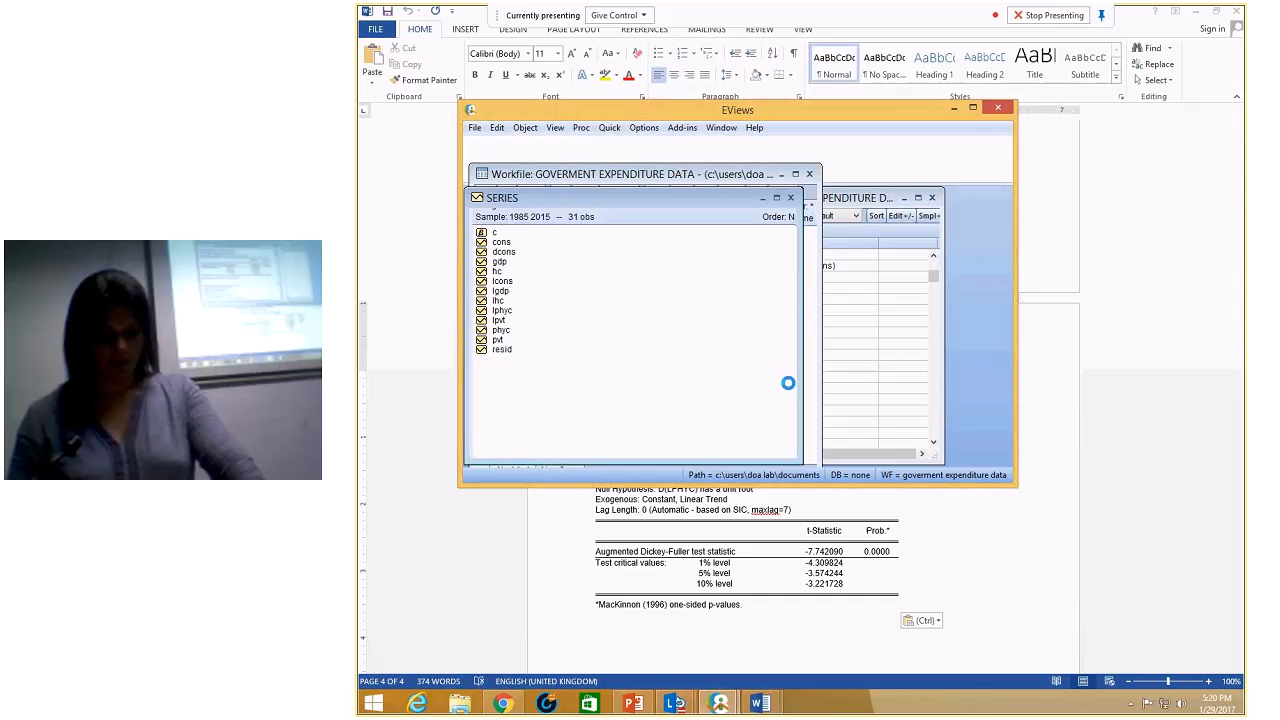 Currently presenting
Give Control
Stop Presenting
FILE
HOME
INSERT
DESIGN
PAGE LAYOUT
REFERENCES
MAILINGS
REVIEW
VIEW
Sign in
Paste
Cut
Copy
Format Painter
Clipboard
Calibri (Body)
11
Font
Paragraph
AaBbCcDc
¶ Normal
AaBbCcDc
¶ No Spac...
AaBbC
Heading 1
AaBbCcC
Heading 2
Title
AaBbCcD
Subtitle
Styles
Find
Replace
Select
Editing
7
EViews
File Edit Object View Proc Quick Options Add-ins Window Help
Workfile: GOVERMENT EXPENDITURE DATA - (c:\users\doa ...
SERIES
PENDITURE D...
Sample: 1985 2015 -- 31 obs
Order: N
Sort
Edit+/-
Smpl+
c
cons
dcons
gdp
hc
lcons
lgdp
lhc
lphyc
lpvt
phyc
pvt
resid
Path = c:\users\doa lab\documents DB = none WF = goverment expenditure data
Null Hypothesis: D(LPHYC) has a unit root
Exogenous: Constant, Linear Trend
Lag Length: 0 (Automatic - based on SIC, maxlag=7)
t-Statistic Prob.*
Augmented Dickey-Fuller test statistic -7.742090 0.0000
Test critical values: 1% level -4.309824
5% level -3.574244
10% level -3.221728
*MacKinnon (1996) one-sided p-values.
(Ctrl)
PAGE 4 OF 4 374 WORDS ENGLISH (UNITED KINGDOM)
100%
5:20 PM
1/29/2017